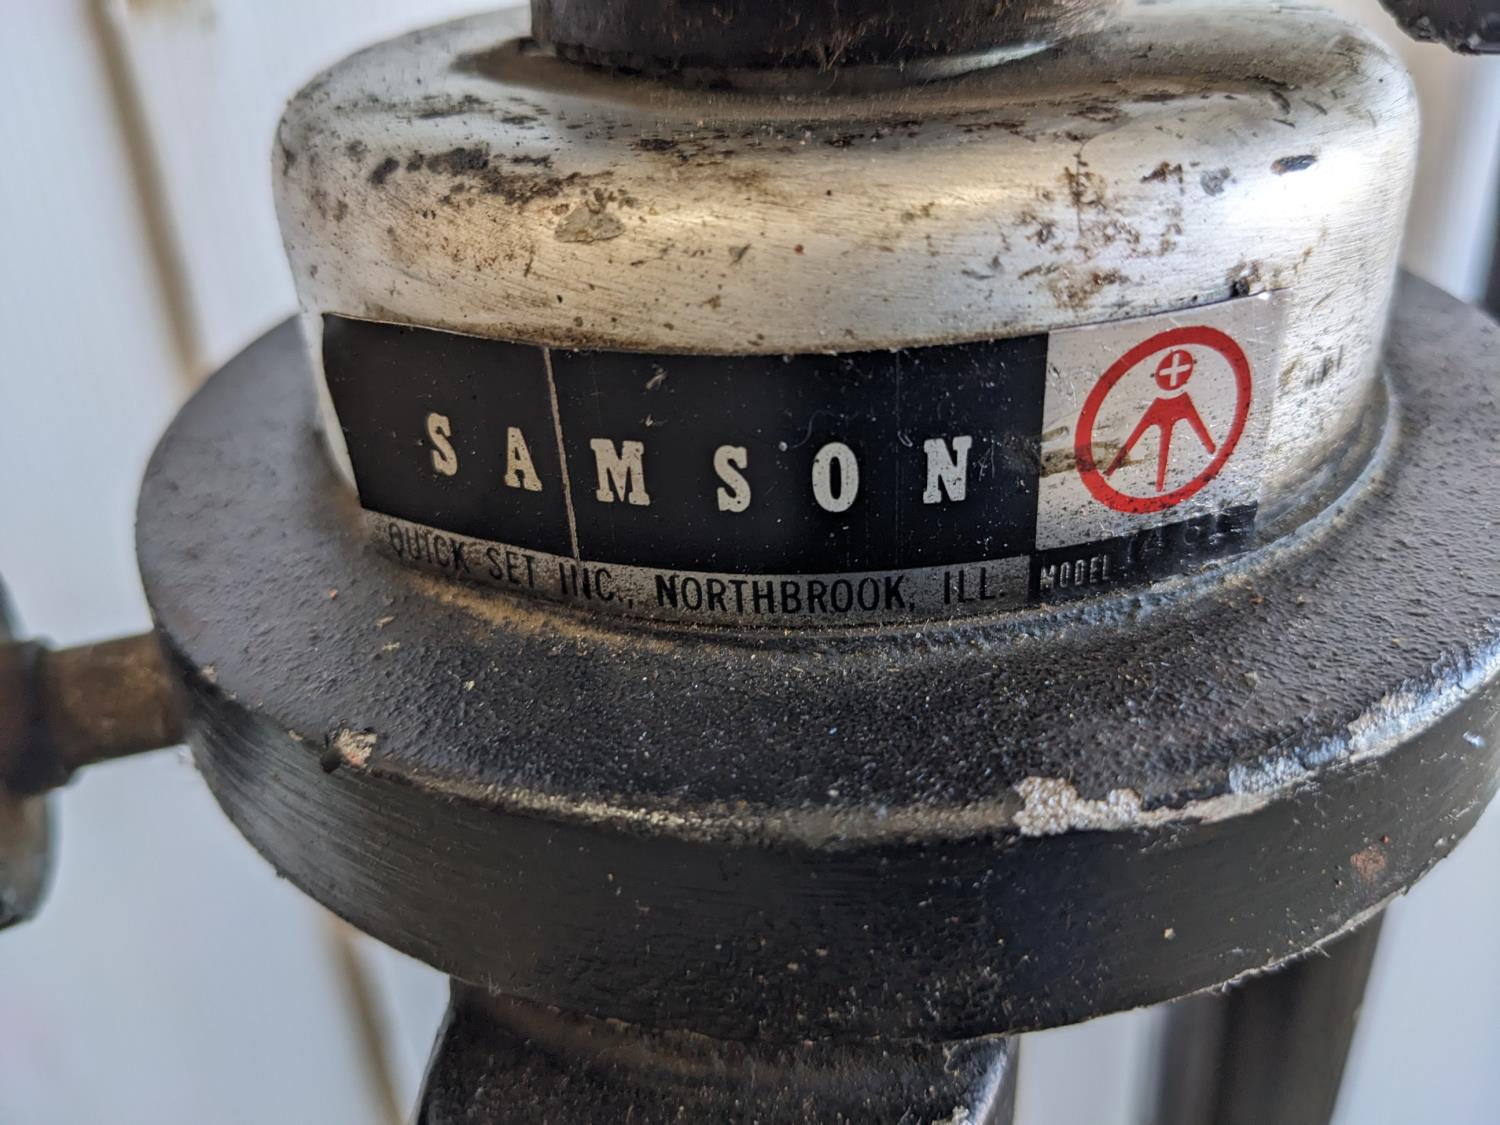 SAMSON
QUICK-SET INC., NORTHBROOK, ILL.
MODEL